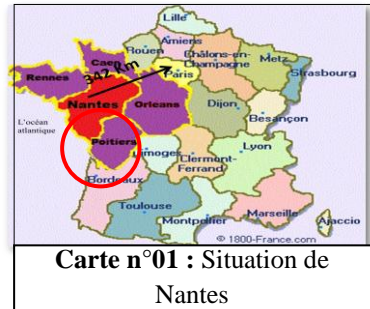 Lille
Amiens
Rouen
Caen
Châlons-en-
Champagne
Metz
Strasbourg
Paris
342 Km
Rennes
Nantes
Orleans
Dijon
Besançon
L'océan
atlantique
Poitiers
Limoges
Clermont-
Ferrand
Lyon
Bordeaux
Toulouse
Montpellier
Marseille
Ajaccio
© 1800-France.com
Carte n°01 : Situation de
Nantes